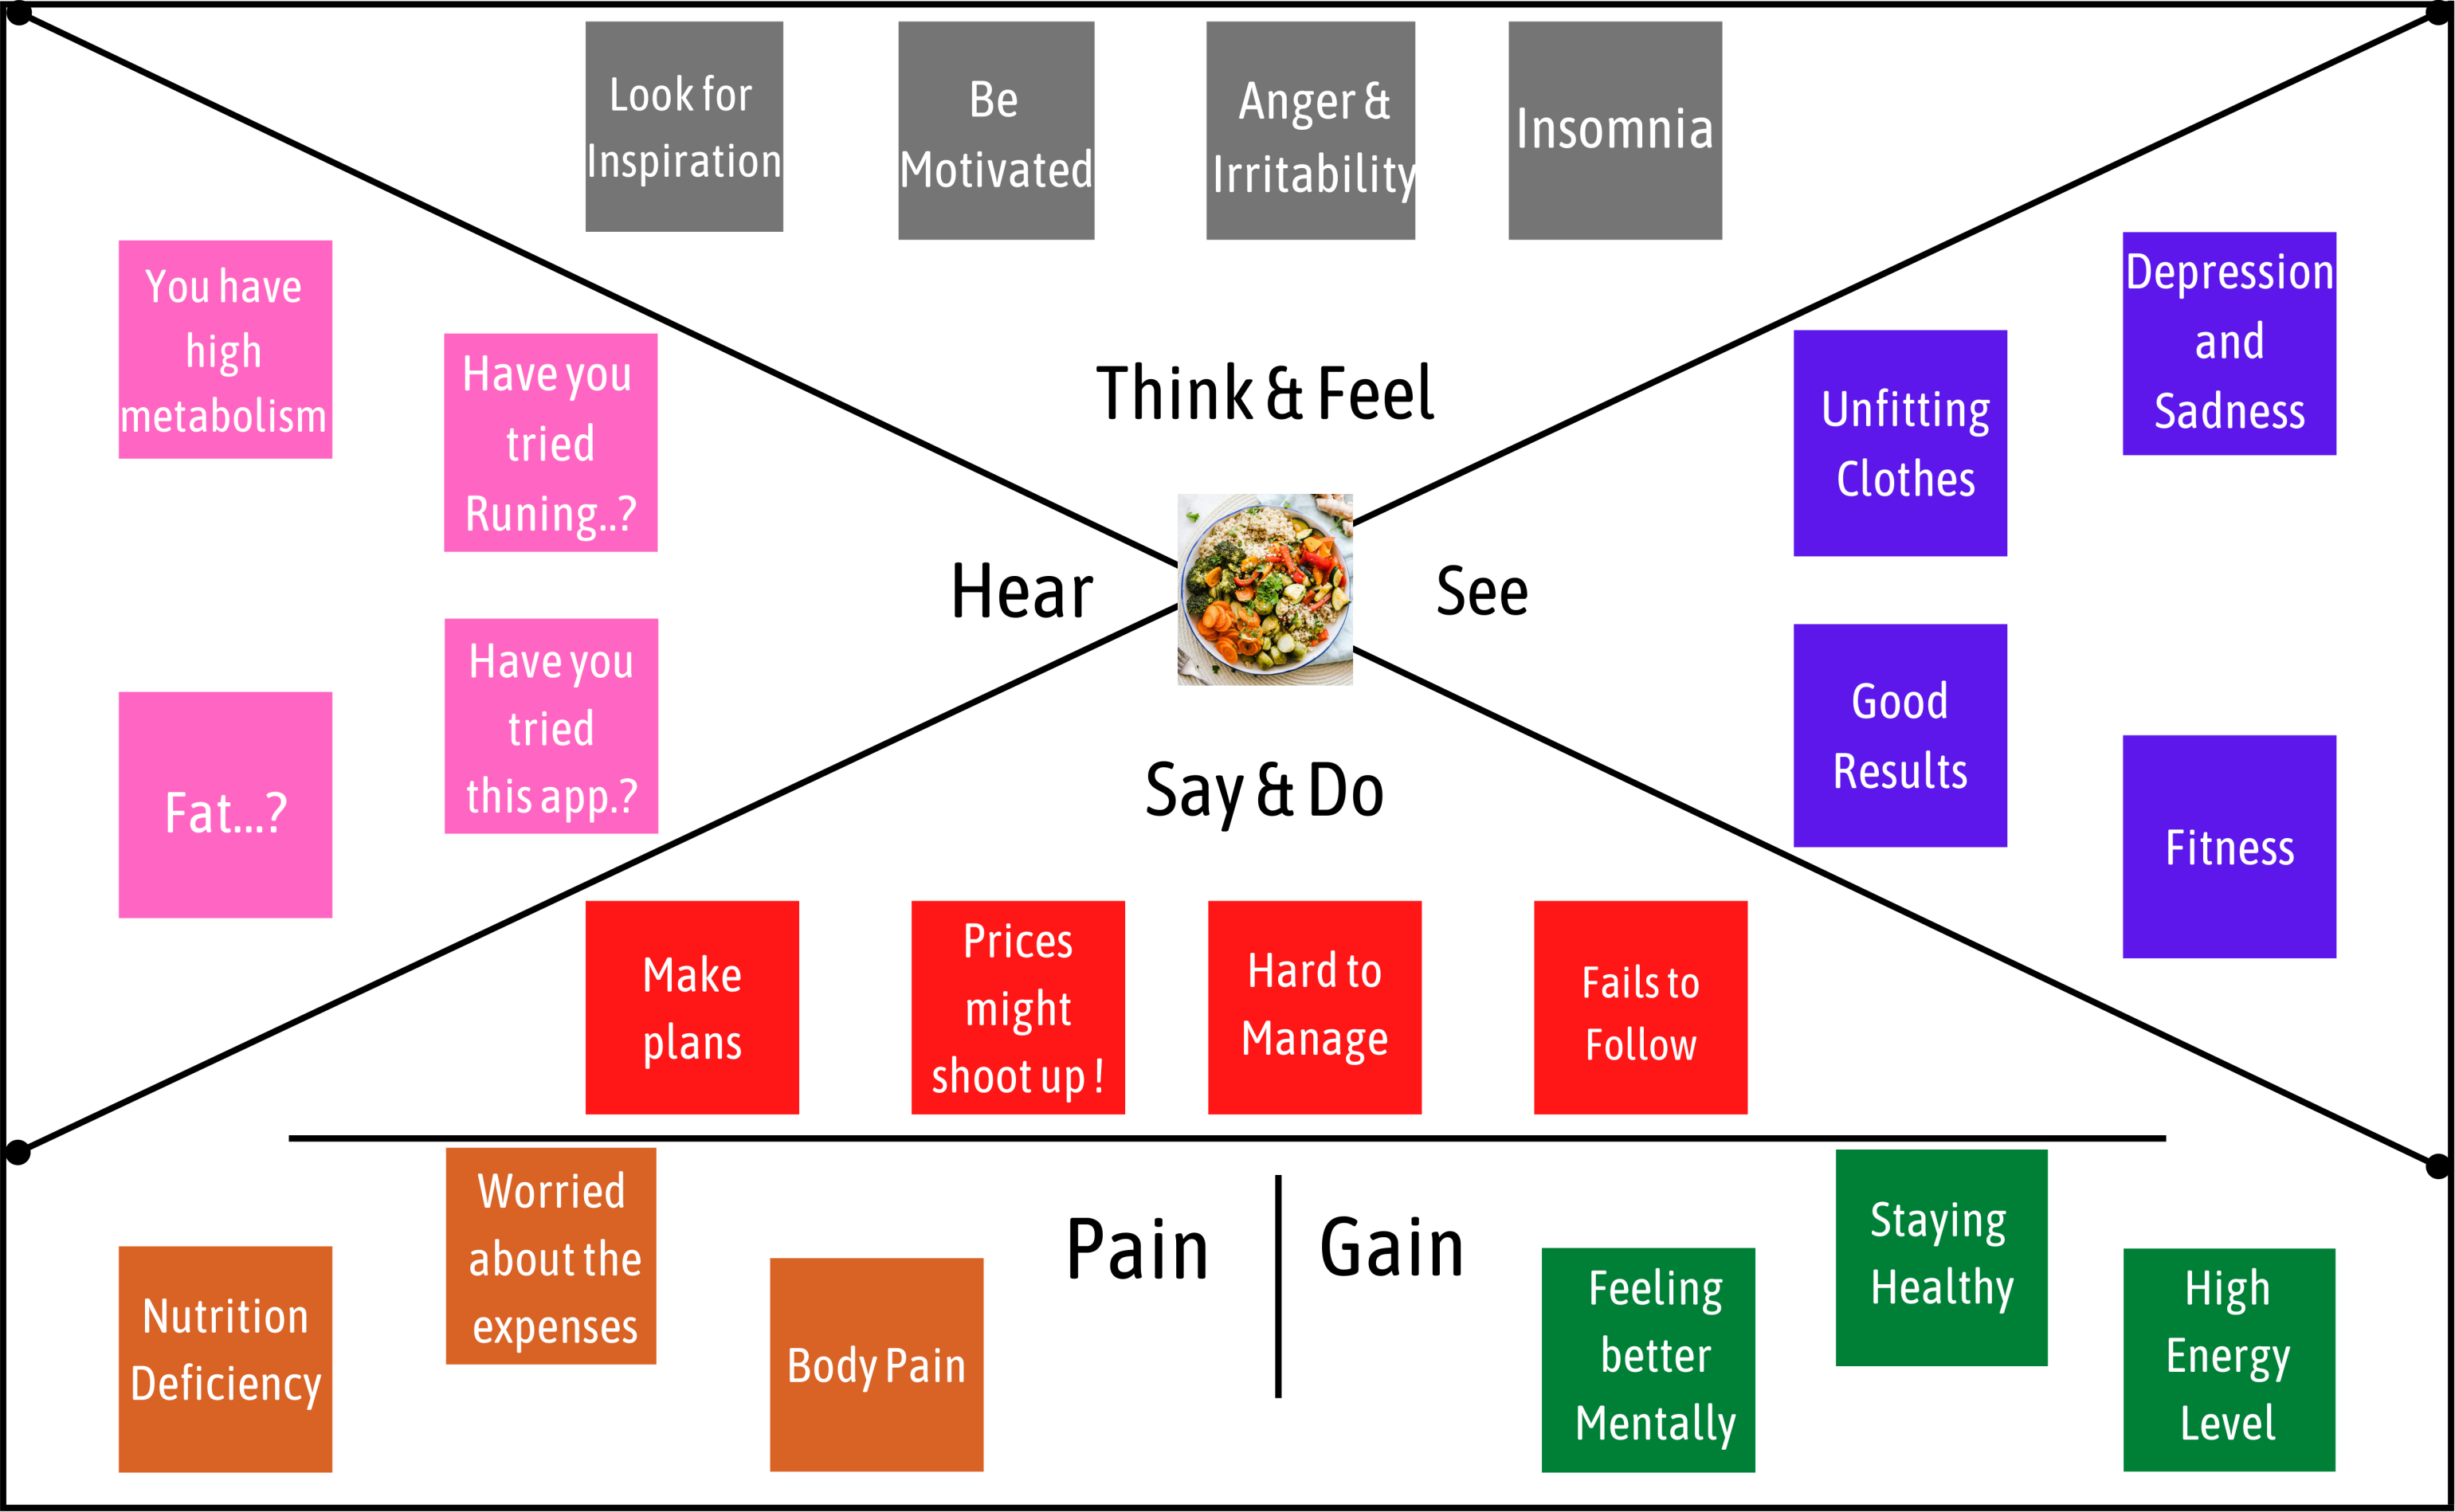 Look for
Inspiration
Be
Motivated
Anger &
Irritability
Insomnia
Think & Feel
You have
high
metabolism
Have you
tried
Runing..?
Have you
tried
this app.?
Fat...?
Hear
See
Unfitting
Clothes
Depression
and
Sadness
Good
Results
Fitness
Say & Do
Make
plans
Prices
might
shoot up !
Hard to
Manage
Fails to
Follow
Pain
Nutrition
Deficiency
Worried
about the
expenses
Body Pain
Gain
Feeling
better
Mentally
Staying
Healthy
High
Energy
Level